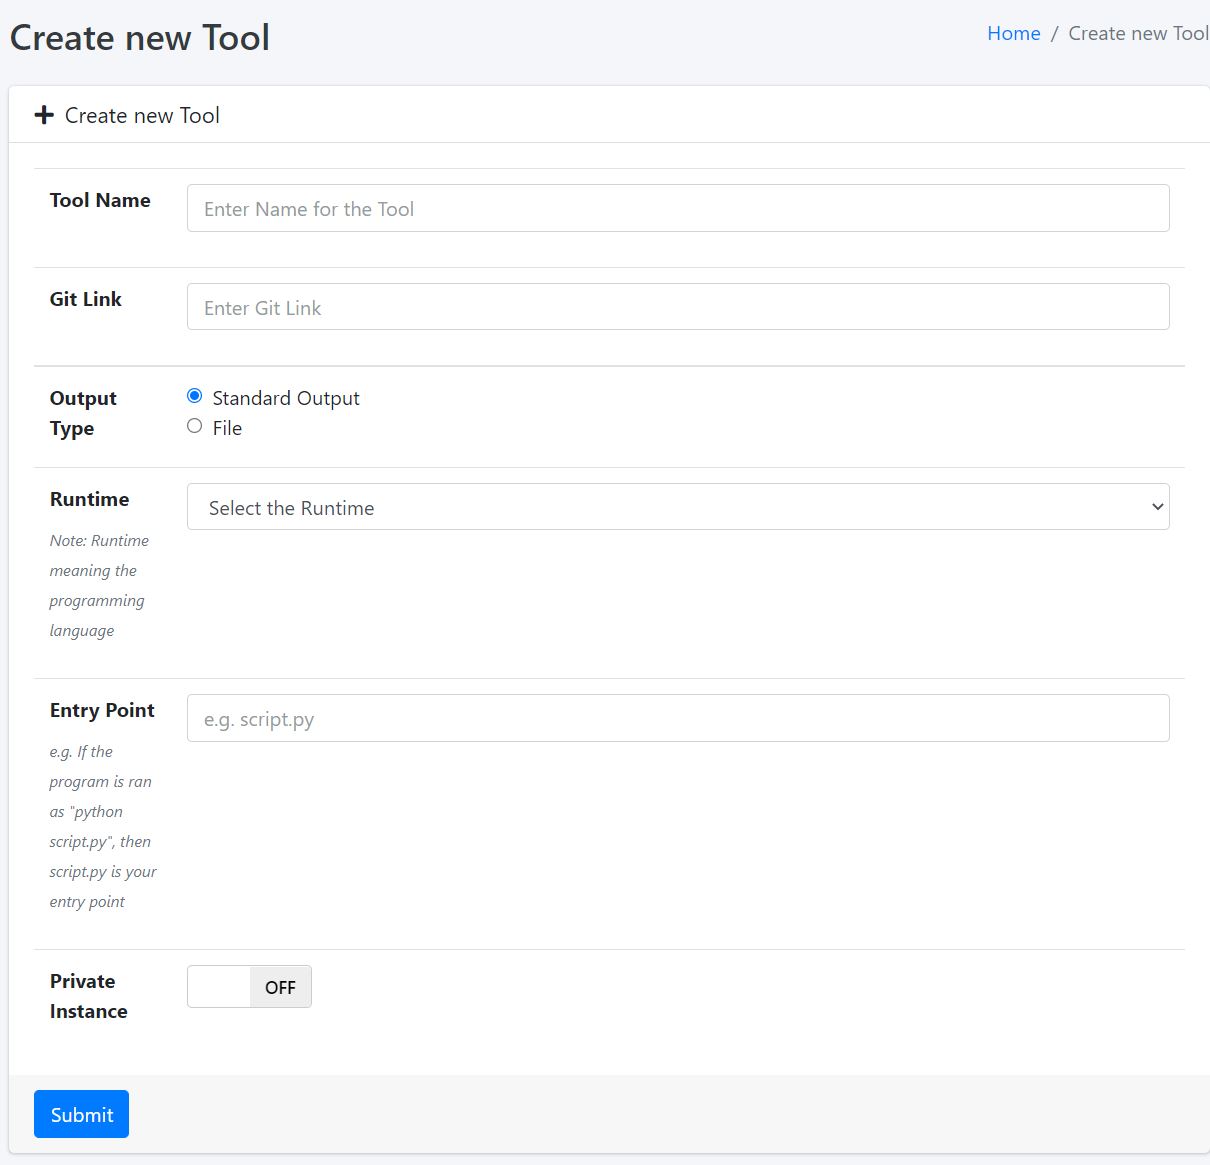 Create new Tool
Home / Create new Tool
Create new Tool
Tool Name
Enter Name for the Tool
Git Link
Enter Git Link
Output
Type
Standard Output
File
Runtime
Select the Runtime
Note: Runtime
meaning the
programming
language
Entry Point
e.g. script.py
e.g. If the
program is ran
as "python
script.py", then
script.py is your
entry point
Private
Instance
OFF
Submit